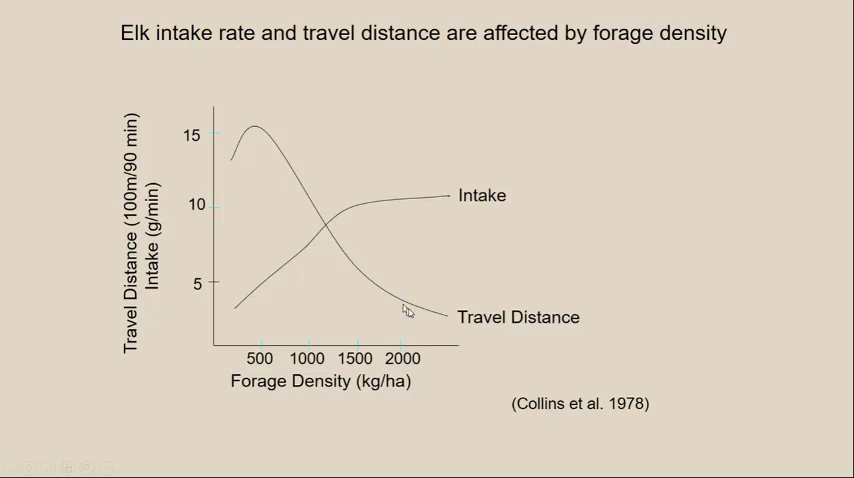 Elk intake rate and travel distance are affected by forage density
Travel Distance (100m/90 min)
Intake (g/min)
15
10
5
Intake
Travel Distance
500 1000 1500 2000
Forage Density (kg/ha)
(Collins et al. 1978)